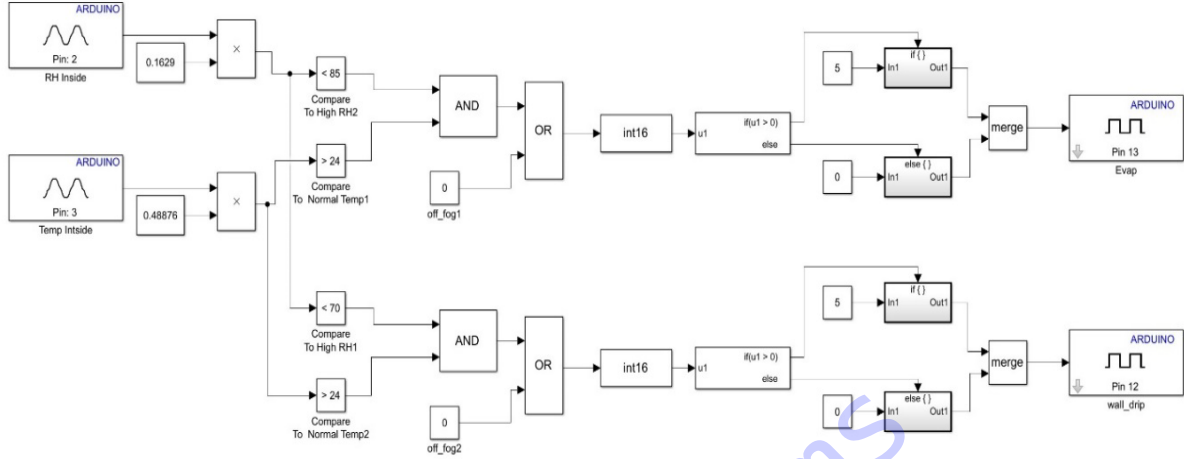 ARDUINO
Pin: 2
RH Inside
0.1629
×
< 85
Compare
To High RH2
AND
OR
0
off_fog1
int16
u1
if(u1 > 0)
else
5
if { }
In1
Out1
0
else { }
In1
Out1
merge
ARDUINO
Pin 13
Evap
ARDUINO
Pin: 3
Temp Intside
0.48876
×
> 24
Compare
To Normal Temp1
< 70
Compare
To High RH1
> 24
Compare
To Normal Temp2
AND
OR
0
off_fog2
int16
u1
if(u1 > 0)
else
5
if { }
In1
Out1
0
else { }
In1
Out1
merge
ARDUINO
Pin 12
wall_drip